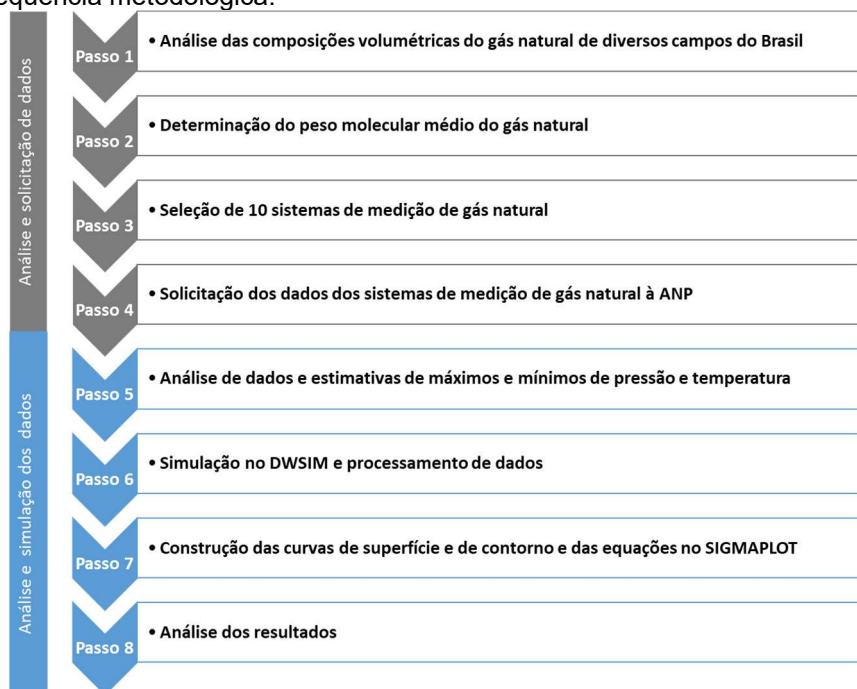 equência metodológica.
Análise e solicitação de dados
Passo 1
• Análise das composições volumétricas do gás natural de diversos campos do Brasil
Passo 2
• Determinação do peso molecular médio do gás natural
Passo 3
• Seleção de 10 sistemas de medição de gás natural
Passo 4
• Solicitação dos dados dos sistemas de medição de gás natural à ANP
Análise e simulação dos dados
Passo 5
• Análise de dados e estimativas de máximos e mínimos de pressão e temperatura
Passo 6
• Simulação no DWSIM e processamento de dados
Passo 7
• Construção das curvas de superfície e de contorno e das equações no SIGMAPLOT
Passo 8
• Análise dos resultados